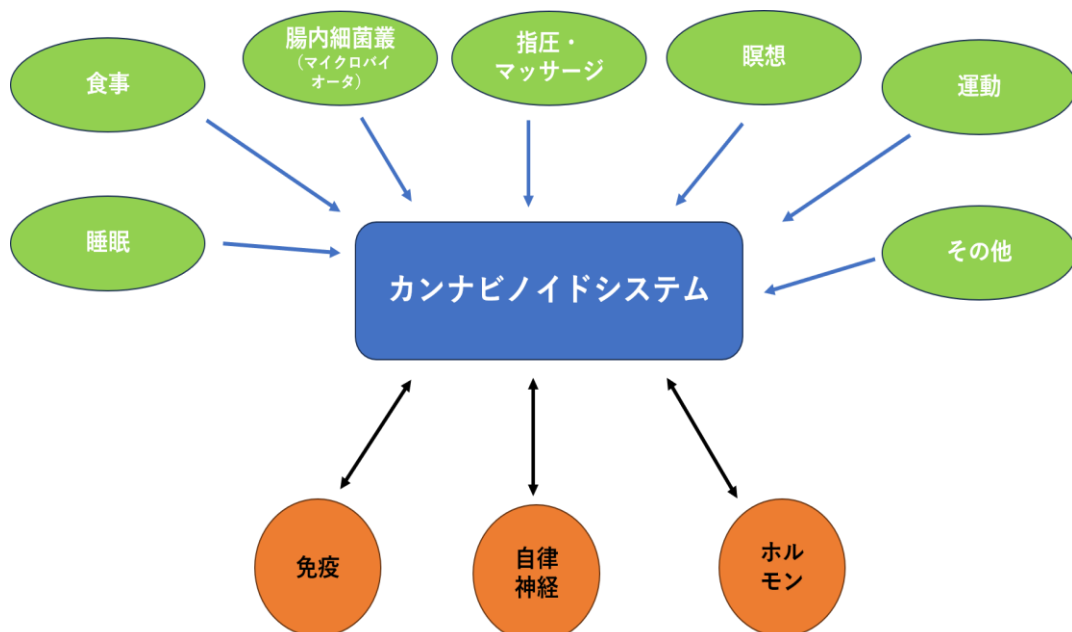 腸内細菌叢
（マイクロバイ
オータ）
指圧・
マッサージ
瞑想
食事
運動
睡眠
その他
カンナビノイドシステム
免疫
自律
神経
ホル
モン